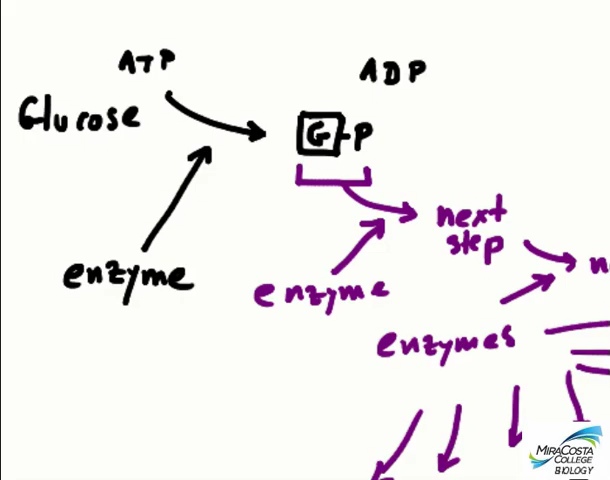 ATP
ADP
Glucose
G-P
next
step
enzyme
enzyme
enzymes
MIRACOSTA
COLLEGE
BIOLOGY